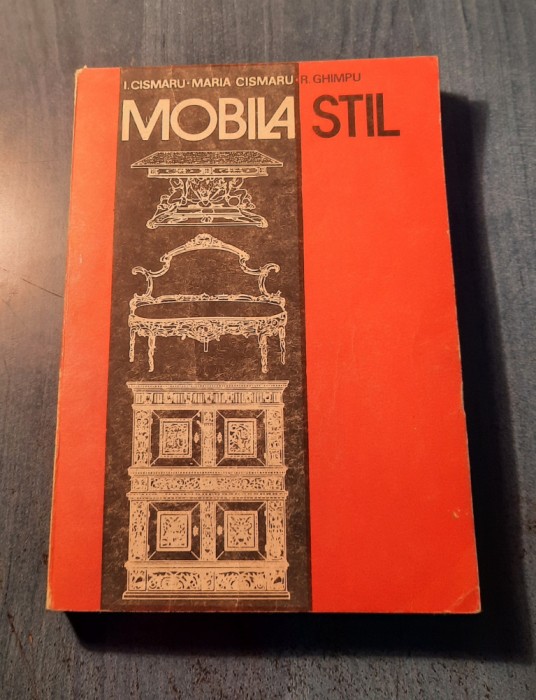 I. CISMARU · MARIA CISMARU · R. GHIMPU
MOBILA STIL